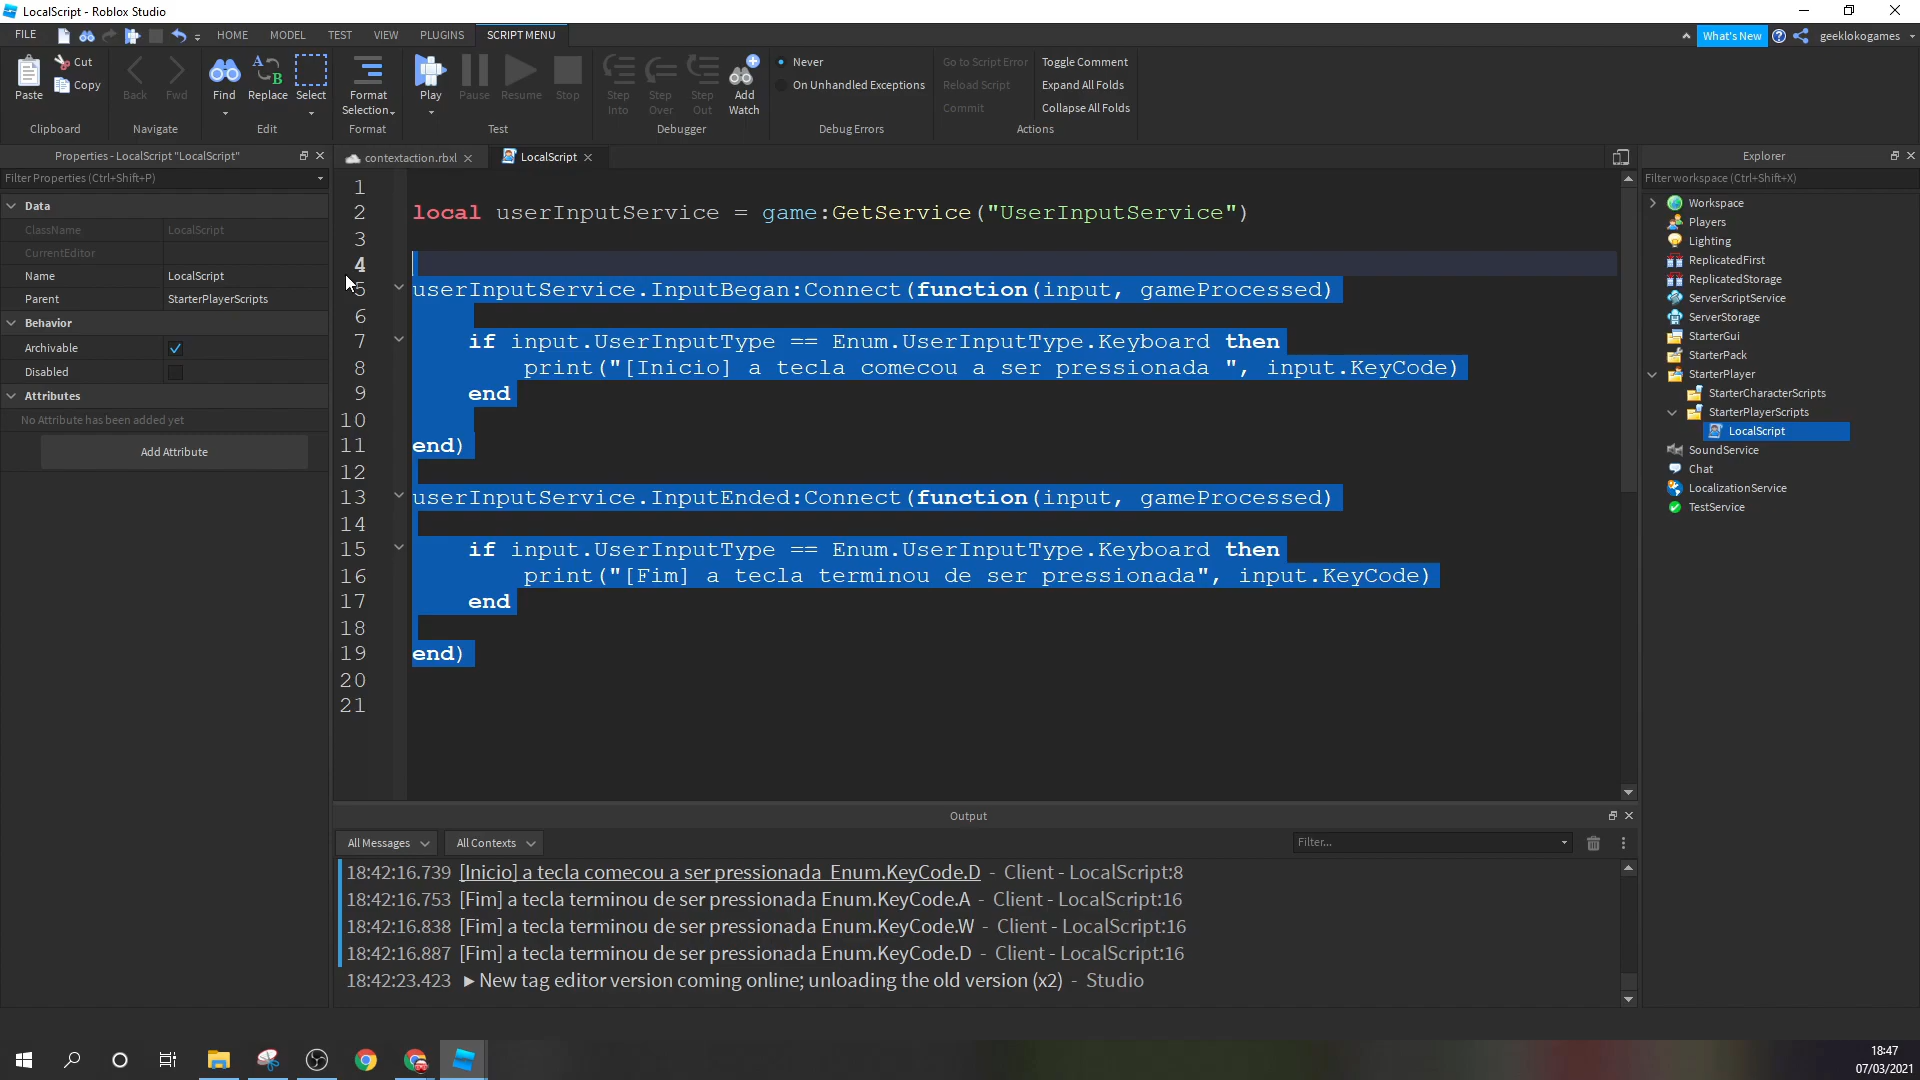 LocalScript - Roblox Studio
FILE HOME MODEL TEST VIEW PLUGINS SCRIPT MENU What's New geeklokogames
Paste Cut Copy Back Fwd Find Replace Select Format Selection Play Pause Resume Stop Step Into Step Over Step Out Add Watch Never On Unhandled Exceptions Go to Script Error Reload Script Commit Toggle Comment Expand All Folds Collapse All Folds
Clipboard Navigate Edit Format Test Debugger Debug Errors Actions
Properties - LocalScript "LocalScript"
Filter Properties (Ctrl+Shift+P)
Data
ClassName LocalScript
CurrentEditor
Name LocalScript
Parent StarterPlayerScripts
Behavior
Archivable
Disabled
Attributes
No Attribute has been added yet
Add Attribute
contextaction.rbxl LocalScript
1
2 local userInputService = game:GetService("UserInputService")
3
4
5 userInputService.InputBegan:Connect(function(input, gameProcessed)
6
7 if input.UserInputType == Enum.UserInputType.Keyboard then
8 print("[Inicio] a tecla comecou a ser pressionada ", input.KeyCode)
9 end
10
11 end)
12
13 userInputService.InputEnded:Connect(function(input, gameProcessed)
14
15 if input.UserInputType == Enum.UserInputType.Keyboard then
16 print("[Fim] a tecla terminou de ser pressionada", input.KeyCode)
17 end
18
19 end)
20
21
Output
All Messages All Contexts Filter...
18:42:16.739 [Inicio] a tecla comecou a ser pressionada Enum.KeyCode.D - Client - LocalScript:8
18:42:16.753 [Fim] a tecla terminou de ser pressionada Enum.KeyCode.A - Client - LocalScript:16
18:42:16.838 [Fim] a tecla terminou de ser pressionada Enum.KeyCode.W - Client - LocalScript:16
18:42:16.887 [Fim] a tecla terminou de ser pressionada Enum.KeyCode.D - Client - LocalScript:16
18:42:23.423 ▶ New tag editor version coming online; unloading the old version (x2) - Studio
Explorer
Filter workspace (Ctrl+Shift+X)
Workspace
Players
Lighting
ReplicatedFirst
ReplicatedStorage
ServerScriptService
ServerStorage
StarterGui
StarterPack
StarterPlayer
StarterCharacterScripts
StarterPlayerScripts
LocalScript
SoundService
Chat
LocalizationService
TestService
18:47
07/03/2021